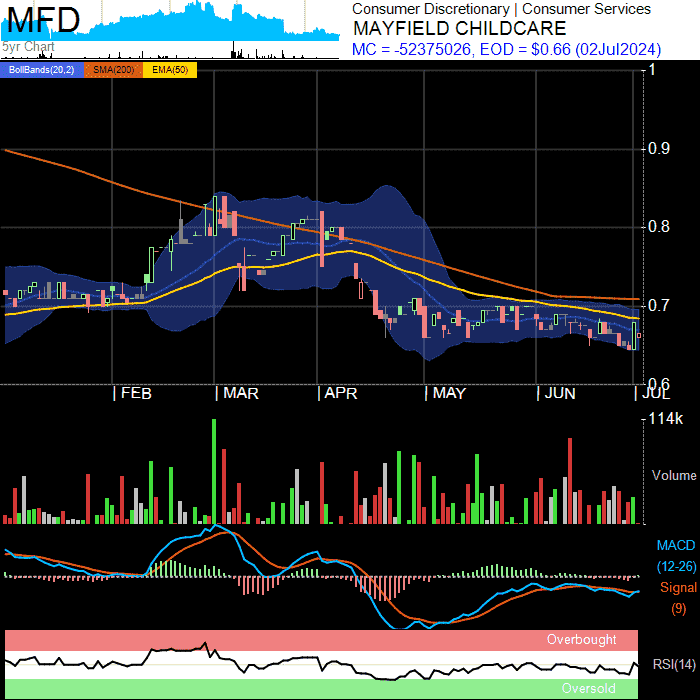 MFD
5yr Chart
Consumer Discretionary | Consumer Services
MAYFIELD CHILDCARE
MC = -52375026, EOD = $0.66 (02Jul2024)
BollBands(20,2) SMA(200) EMA(50)
1
0.9
0.8
0.7
0.6
FEB MAR APR MAY JUN JUL
114k
Volume
MACD
(12-26)
Signal
(9)
Overbought
RSI(14)
Oversold